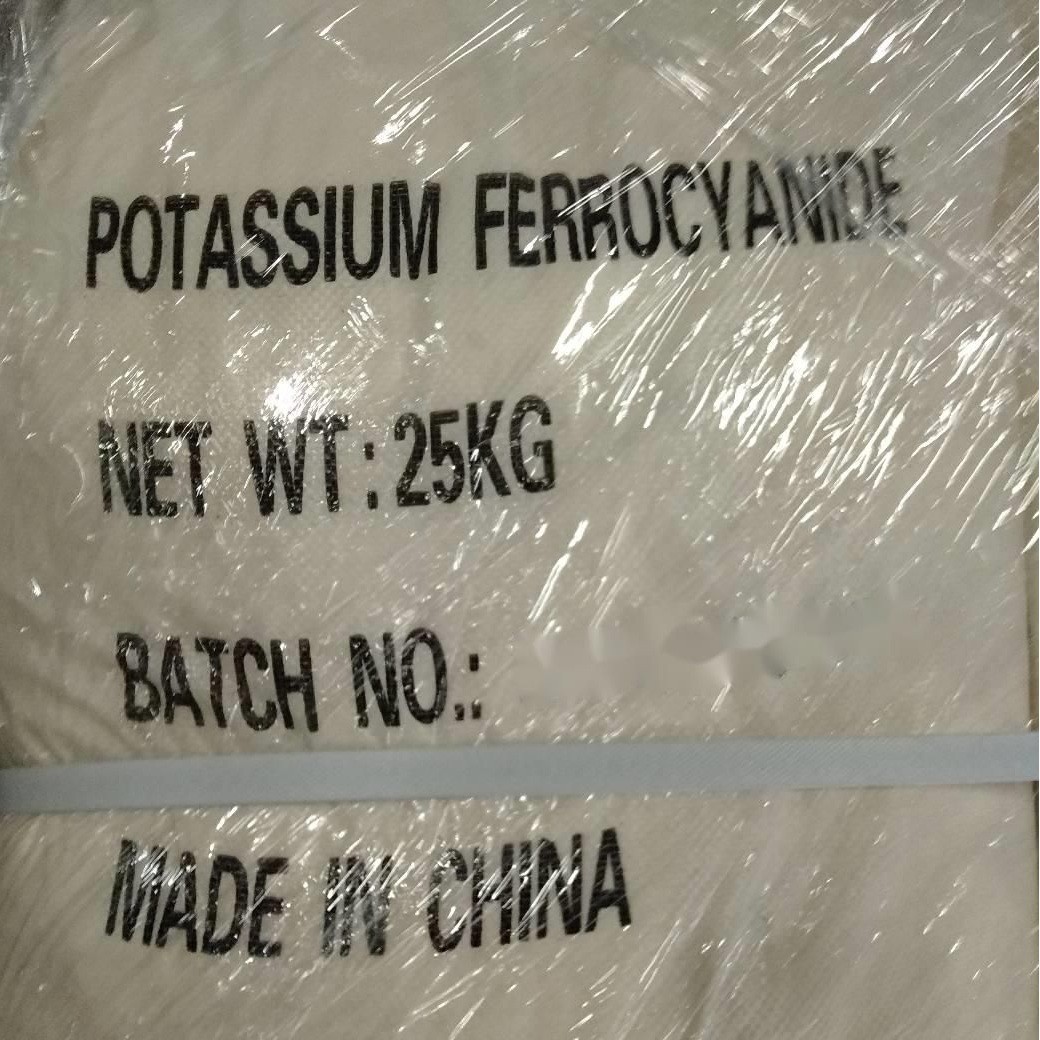 POTASSIUM FERROCYANIDE
NET WT:25KG
BATCH NO.:
MADE IN CHINA